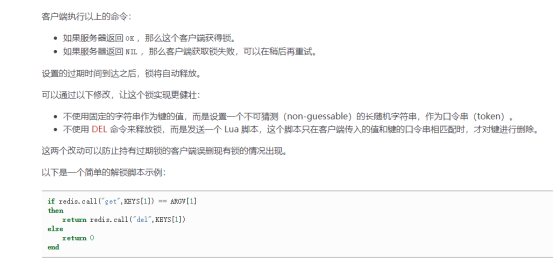 客户端执行以上的命令：
如果服务器返回 OK ，那么这个客户端获得锁。
如果服务器返回 NIL ，那么客户端获取锁失败，可以在稍后再重试。
设置的过期时间到达之后，锁将自动释放。
可以通过以下修改，让这个锁实现更健壮：
不使用固定的字符串作为键的值，而是设置一个不可猜测（non-guessable）的长随机字符串，作为口令串（token）。
不使用 DEL 命令来释放锁，而是发送一个 Lua 脚本，这个脚本只在客户端传入的值和键的口令串相匹配时，才对键进行删除。
这两个改动可以防止持有过期锁的客户端误删现有锁的情况出现。
以下是一个简单的解锁脚本示例：
if redis.call("get",KEYS[1]) == ARGV[1]
then
    return redis.call("del",KEYS[1])
else
    return 0
end